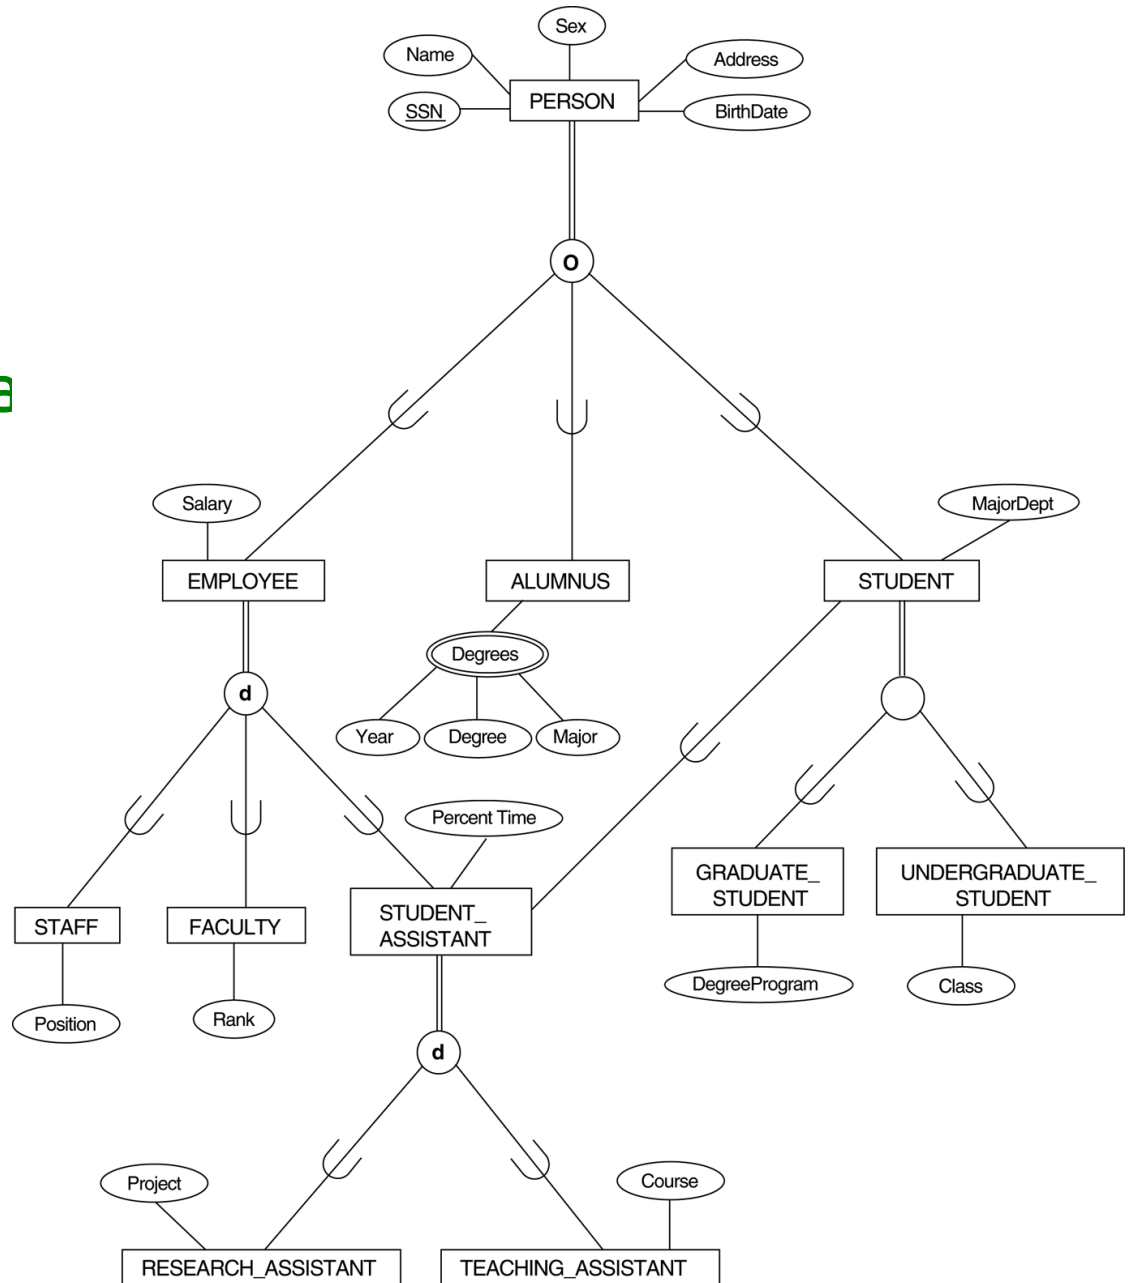 Sex
Name
Address
SSN
PERSON
BirthDate
O
a
Salary
MajorDept
EMPLOYEE
ALUMNUS
STUDENT
Degrees
d
Year
Degree
Major
Percent Time
GRADUATE_
STUDENT
UNDERGRADUATE_
STUDENT
STAFF
FACULTY
STUDENT_
ASSISTANT
DegreeProgram
Class
Position
Rank
d
Project
Course
RESEARCH_ASSISTANT
TEACHING_ASSISTANT